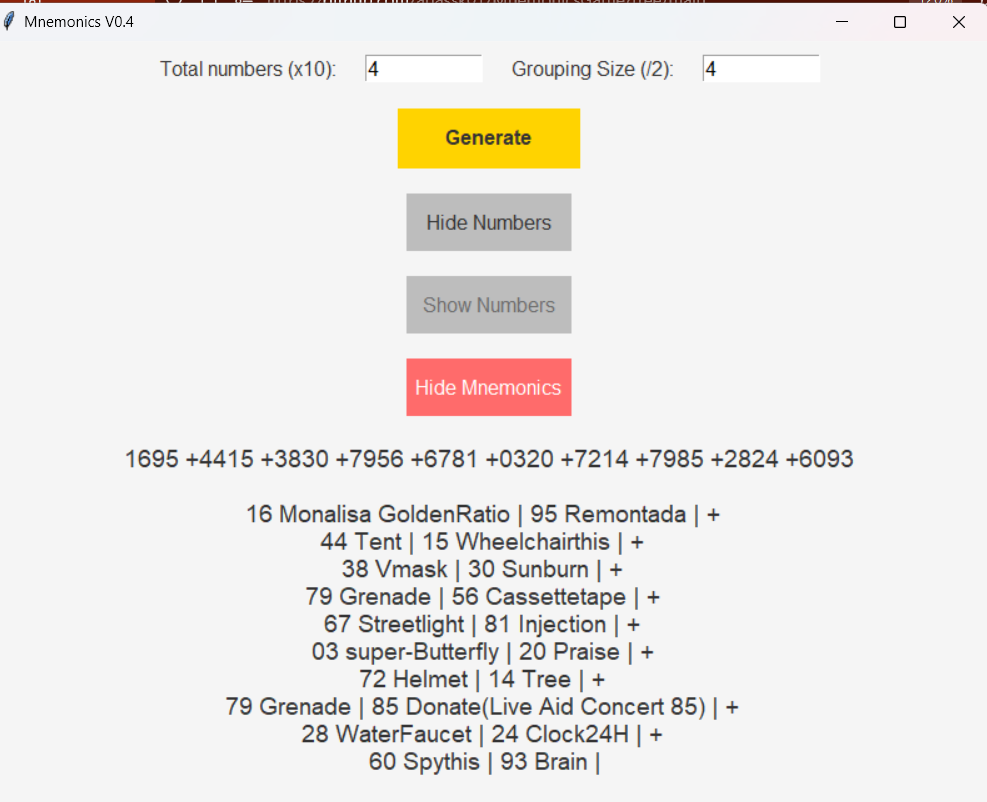 Mnemonics V0.4
Total numbers (x10): 4 Grouping Size (/2): 4
Generate
Hide Numbers
Show Numbers
Hide Mnemonics
1695 +4415 +3830 +7956 +6781 +0320 +7214 +7985 +2824 +6093
16 Monalisa GoldenRatio | 95 Remontada | +
44 Tent | 15 Wheelchairthis | +
38 Vmask | 30 Sunburn | +
79 Grenade | 56 Cassettetape | +
67 Streetlight | 81 Injection | +
03 super-Butterfly | 20 Praise | +
72 Helmet | 14 Tree | +
79 Grenade | 85 Donate(Live Aid Concert 85) | +
28 WaterFaucet | 24 Clock24H | +
60 Spythis | 93 Brain |